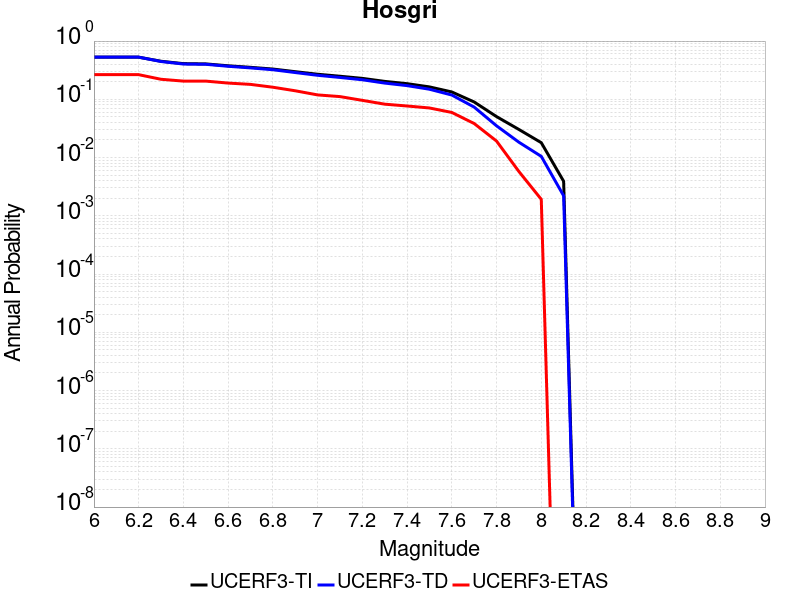 Hosgri
Annual Probability
10^0
10^-1
10^-2
10^-3
10^-4
10^-5
10^-6
10^-7
10^-8
6 6.2 6.4 6.6 6.8 7 7.2 7.4 7.6 7.8 8 8.2 8.4 8.6 8.8 9
Magnitude
UCERF3-TI UCERF3-TD UCERF3-ETAS